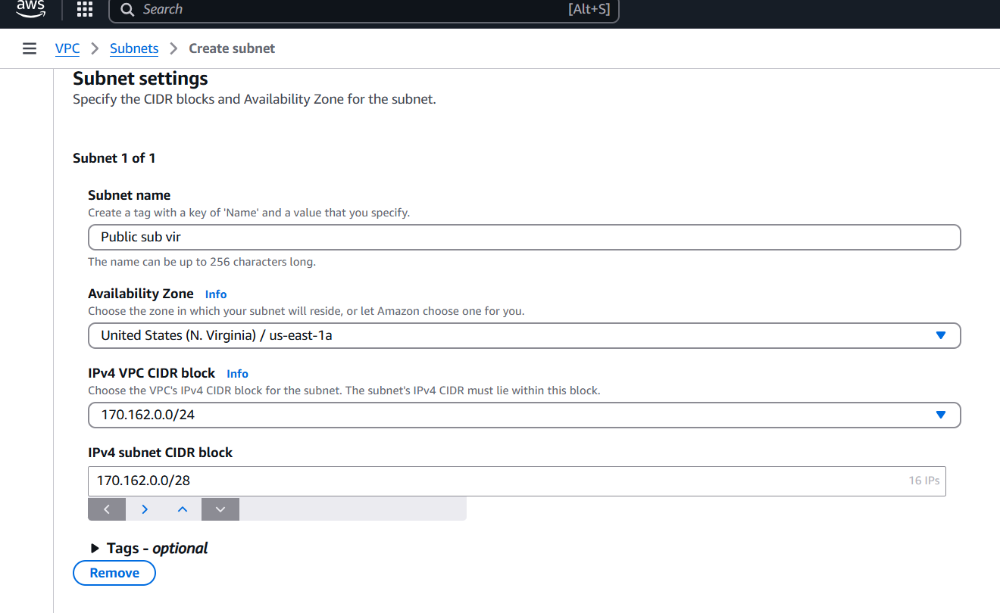 aws
Search [Alt+S]
VPC Subnets Create subnet
Subnet settings
Specify the CIDR blocks and Availability Zone for the subnet.
Subnet 1 of 1
Subnet name
Create a tag with a key of 'Name' and a value that you specify.
Public sub vir
The name can be up to 256 characters long.
Availability Zone Info
Choose the zone in which your subnet will reside, or let Amazon choose one for you.
United States (N. Virginia) / us-east-1a
IPv4 VPC CIDR block Info
Choose the VPC's IPv4 CIDR block for the subnet. The subnet's IPv4 CIDR must lie within this block.
170.162.0.0/24
IPv4 subnet CIDR block
170.162.0.0/28 16 IPs
Tags - optional
Remove